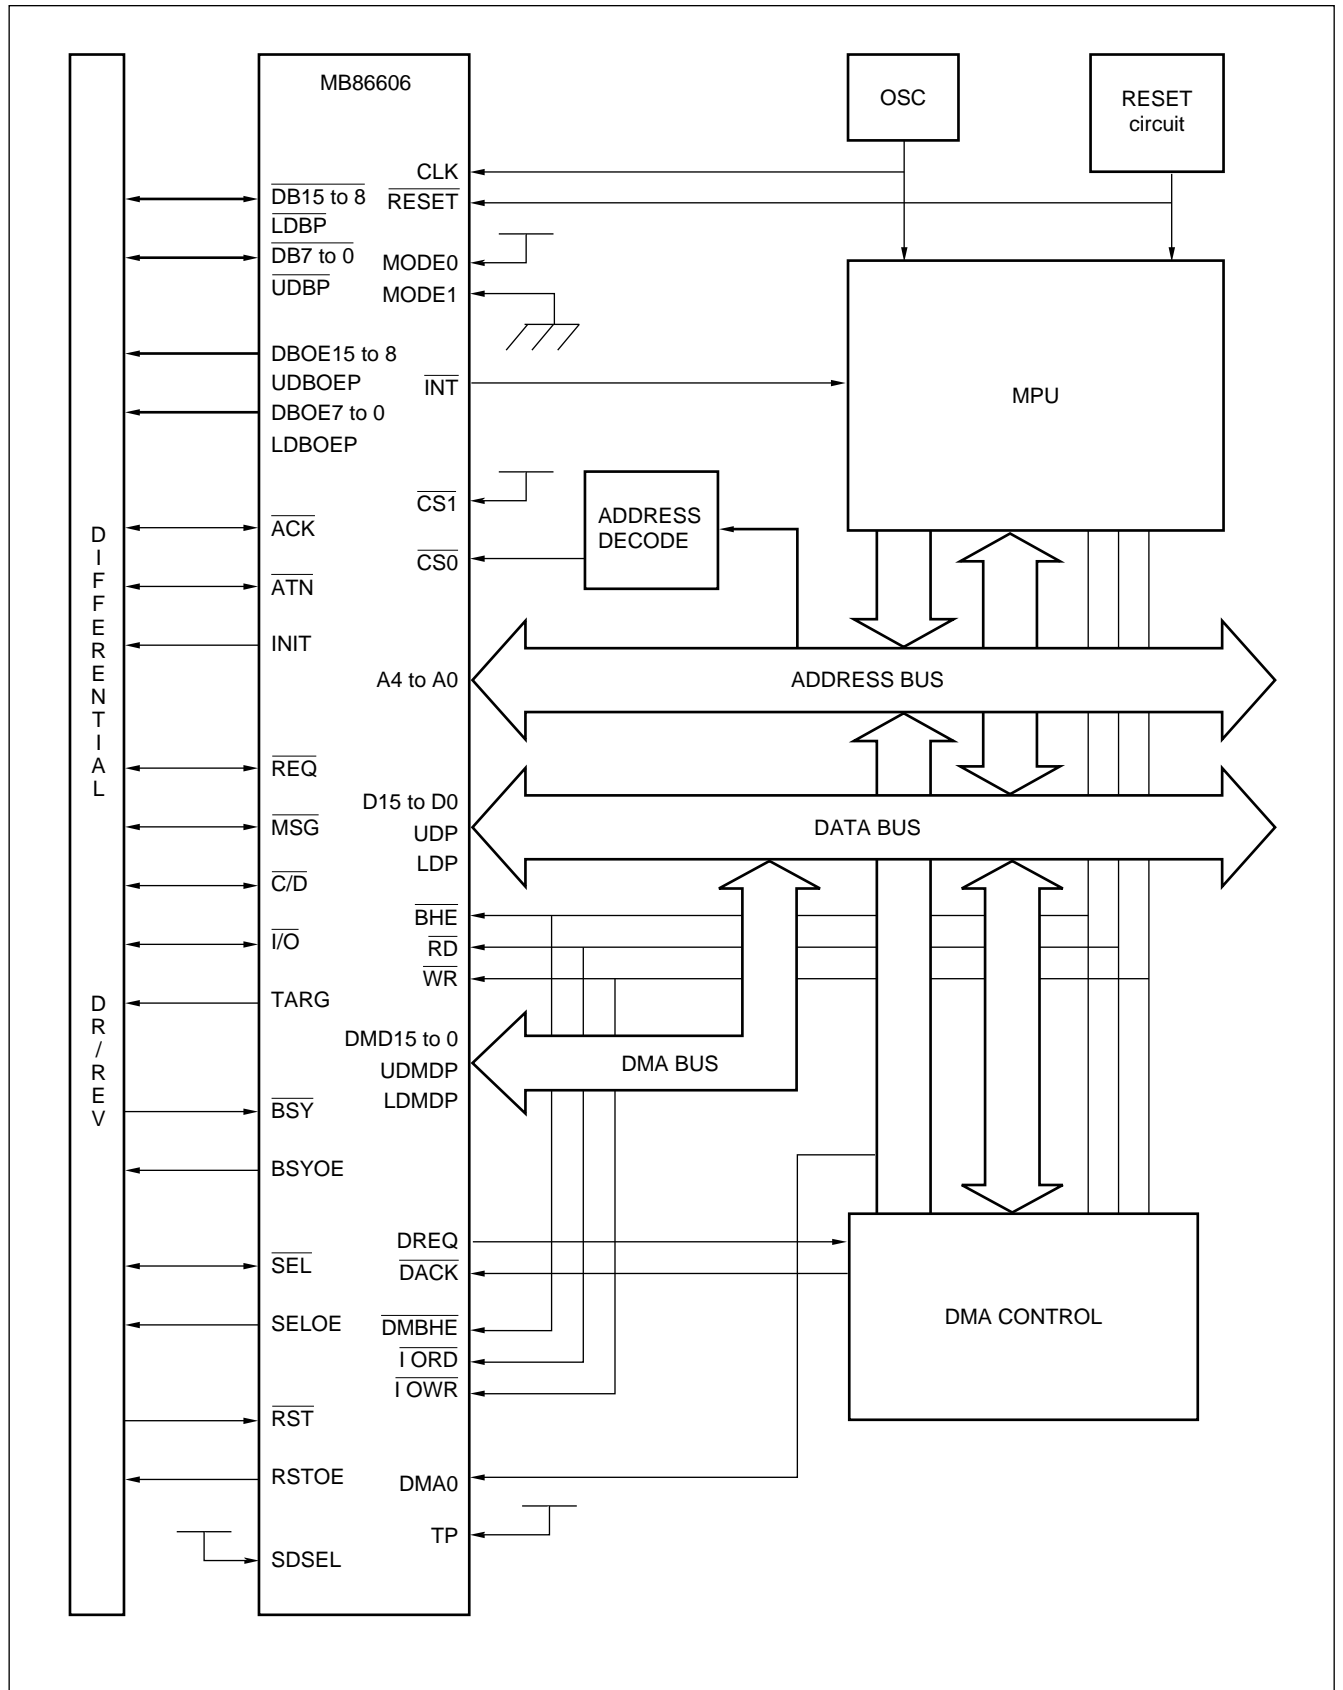 MB86606
OSC
RESET
circuit
CLK
DB15 to 8
RESET
LDBP
DB7 to 0
MODE0
UDBP
MODE1
DBOE15 to 8
UDBOEP
INT
MPU
DBOE7 to 0
LDBOEP
CS1
ADDRESS
DECODE
ACK
CS0
ATN
INIT
A4 to A0
ADDRESS BUS
DIFFERENTIAL
REQ
D15 to D0
MSG
UDP
DATA BUS
LDP
C/D
BHE
I/O
RD
WR
TARG
DR/REV
DMD15 to 0
UDMDP
DMA BUS
LDMDP
BSY
BSYOE
DREQ
SEL
DACK
SELOE
DMBHE
DMA CONTROL
I ORD
I OWR
RST
RSTOE
DMA0
TP
SDSEL